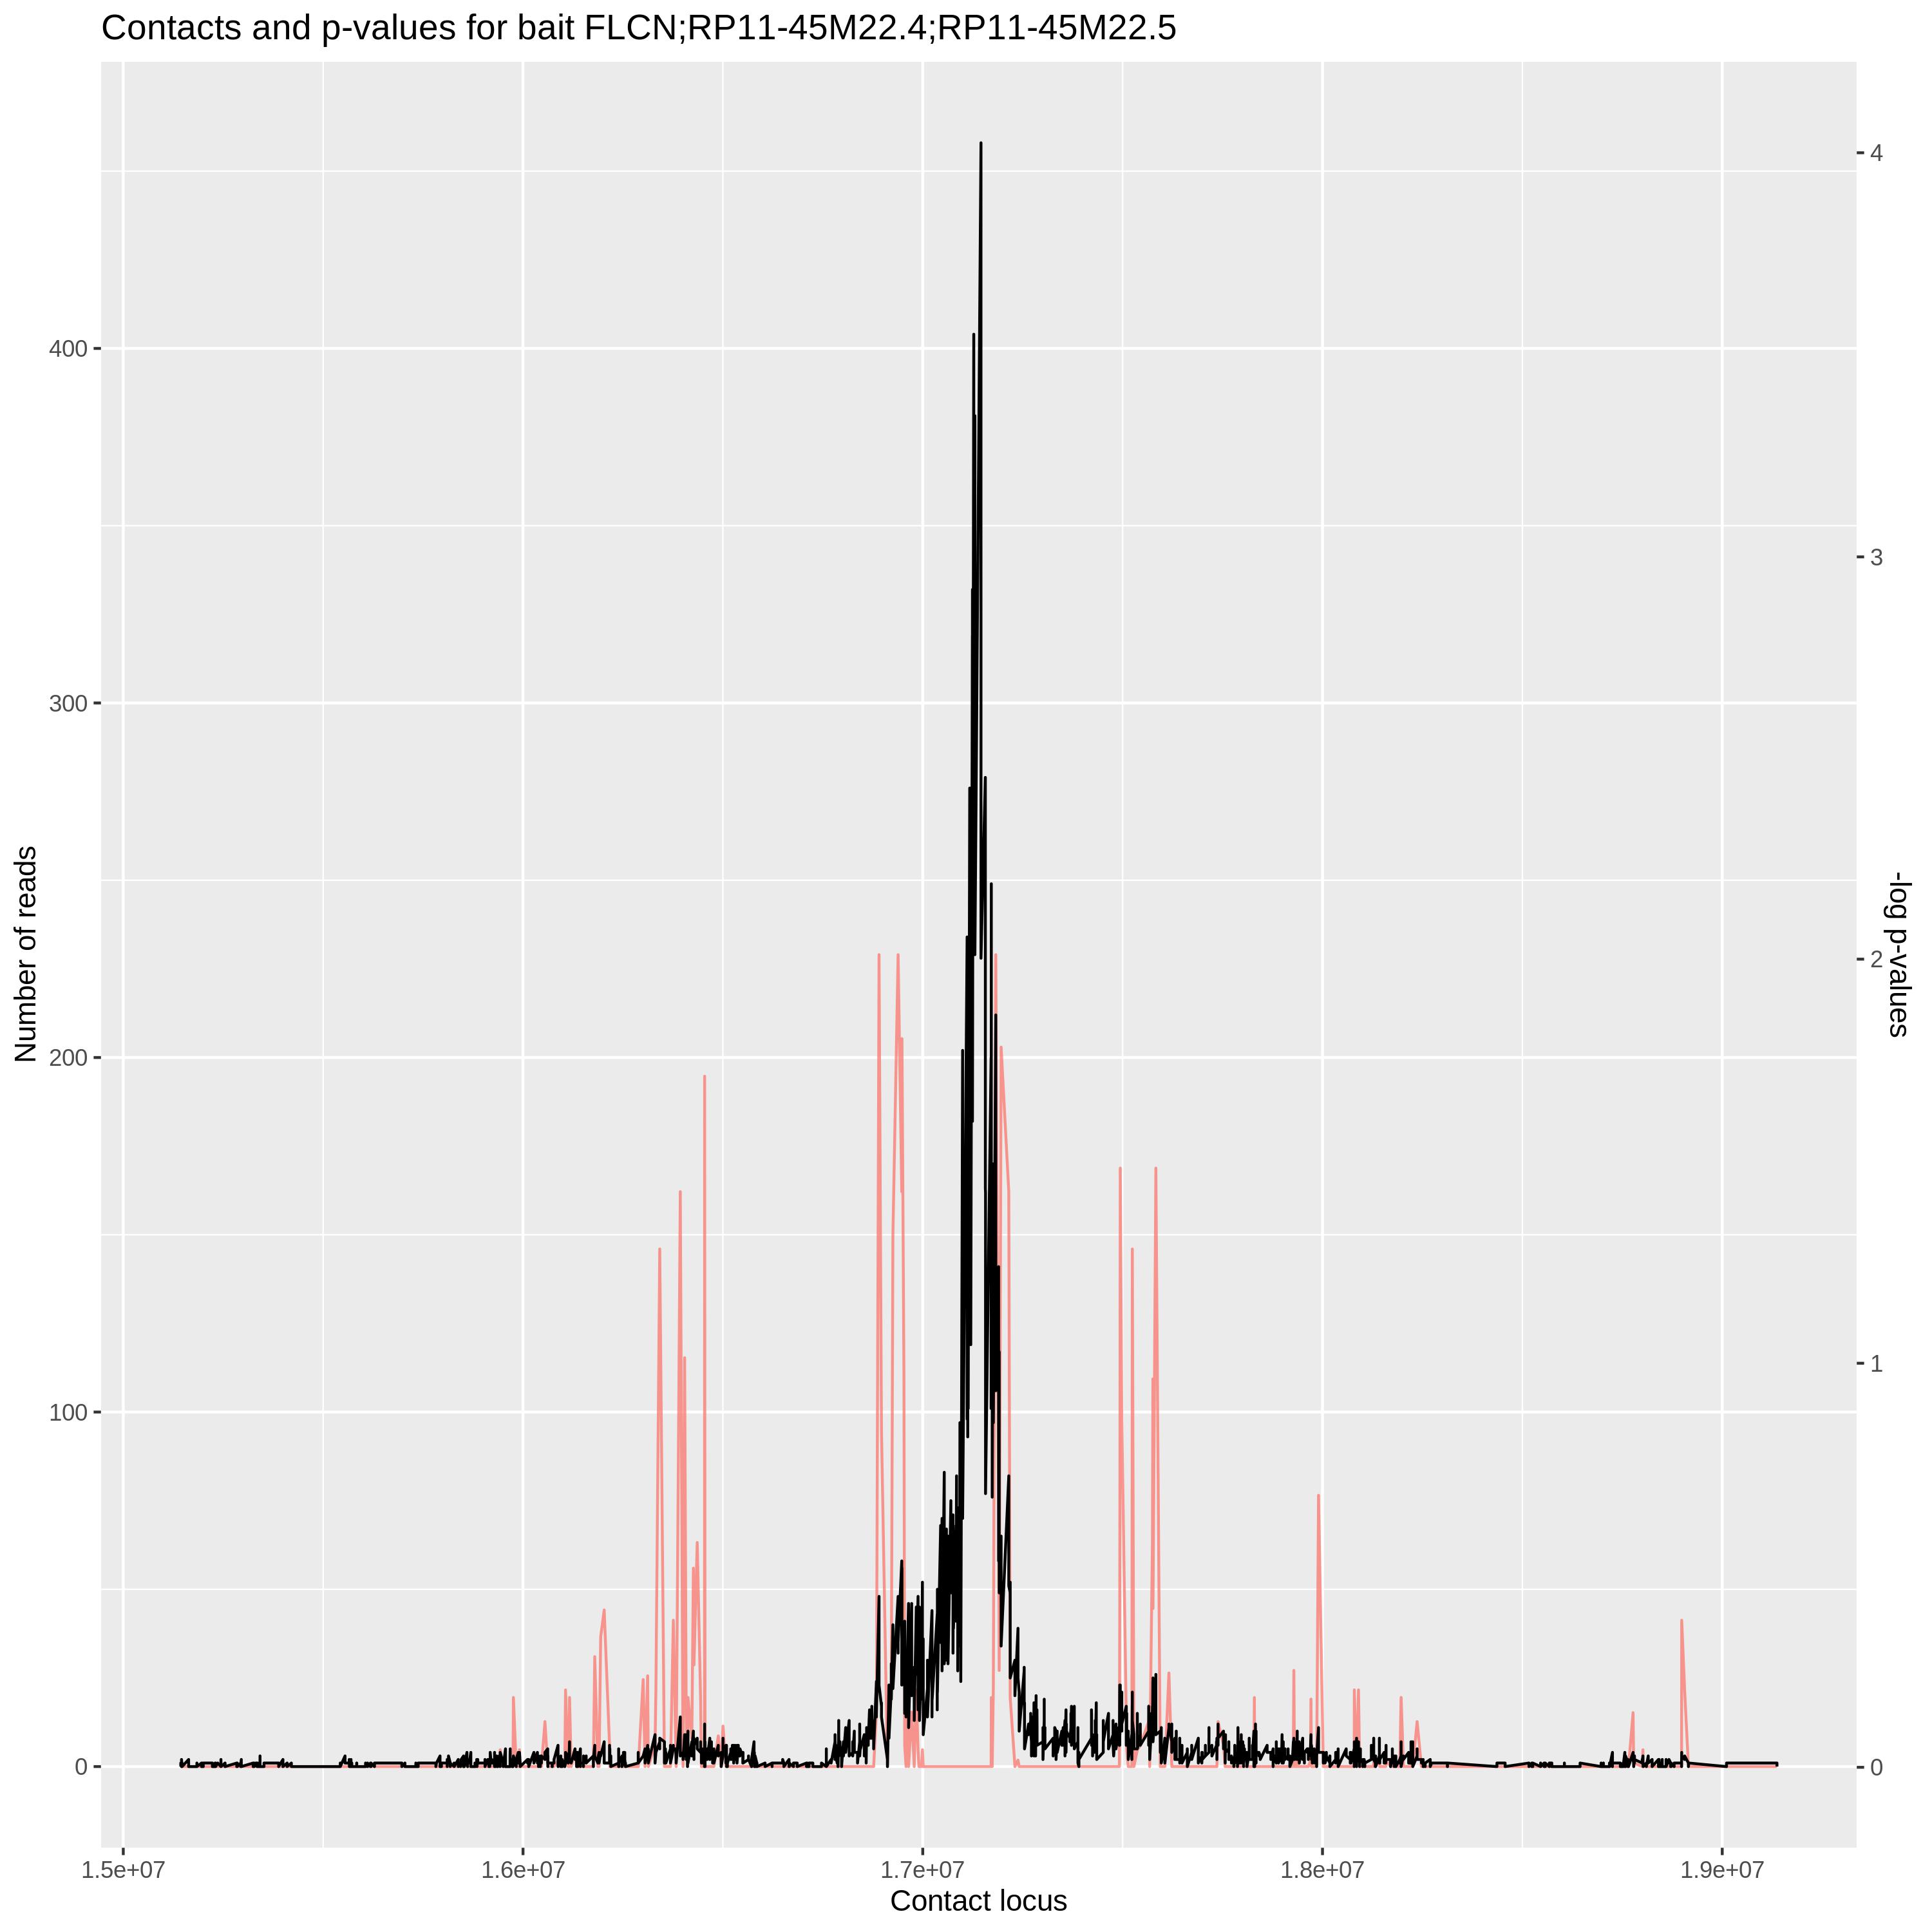 Contacts and p-values for bait FLCN;RP11-45M22.4;RP11-45M22.5
Number of reads
400
300
200
100
0
4
3
2
1
0
-log p-values
1.5e+07 1.6e+07 1.7e+07 1.8e+07 1.9e+07
Contact locus